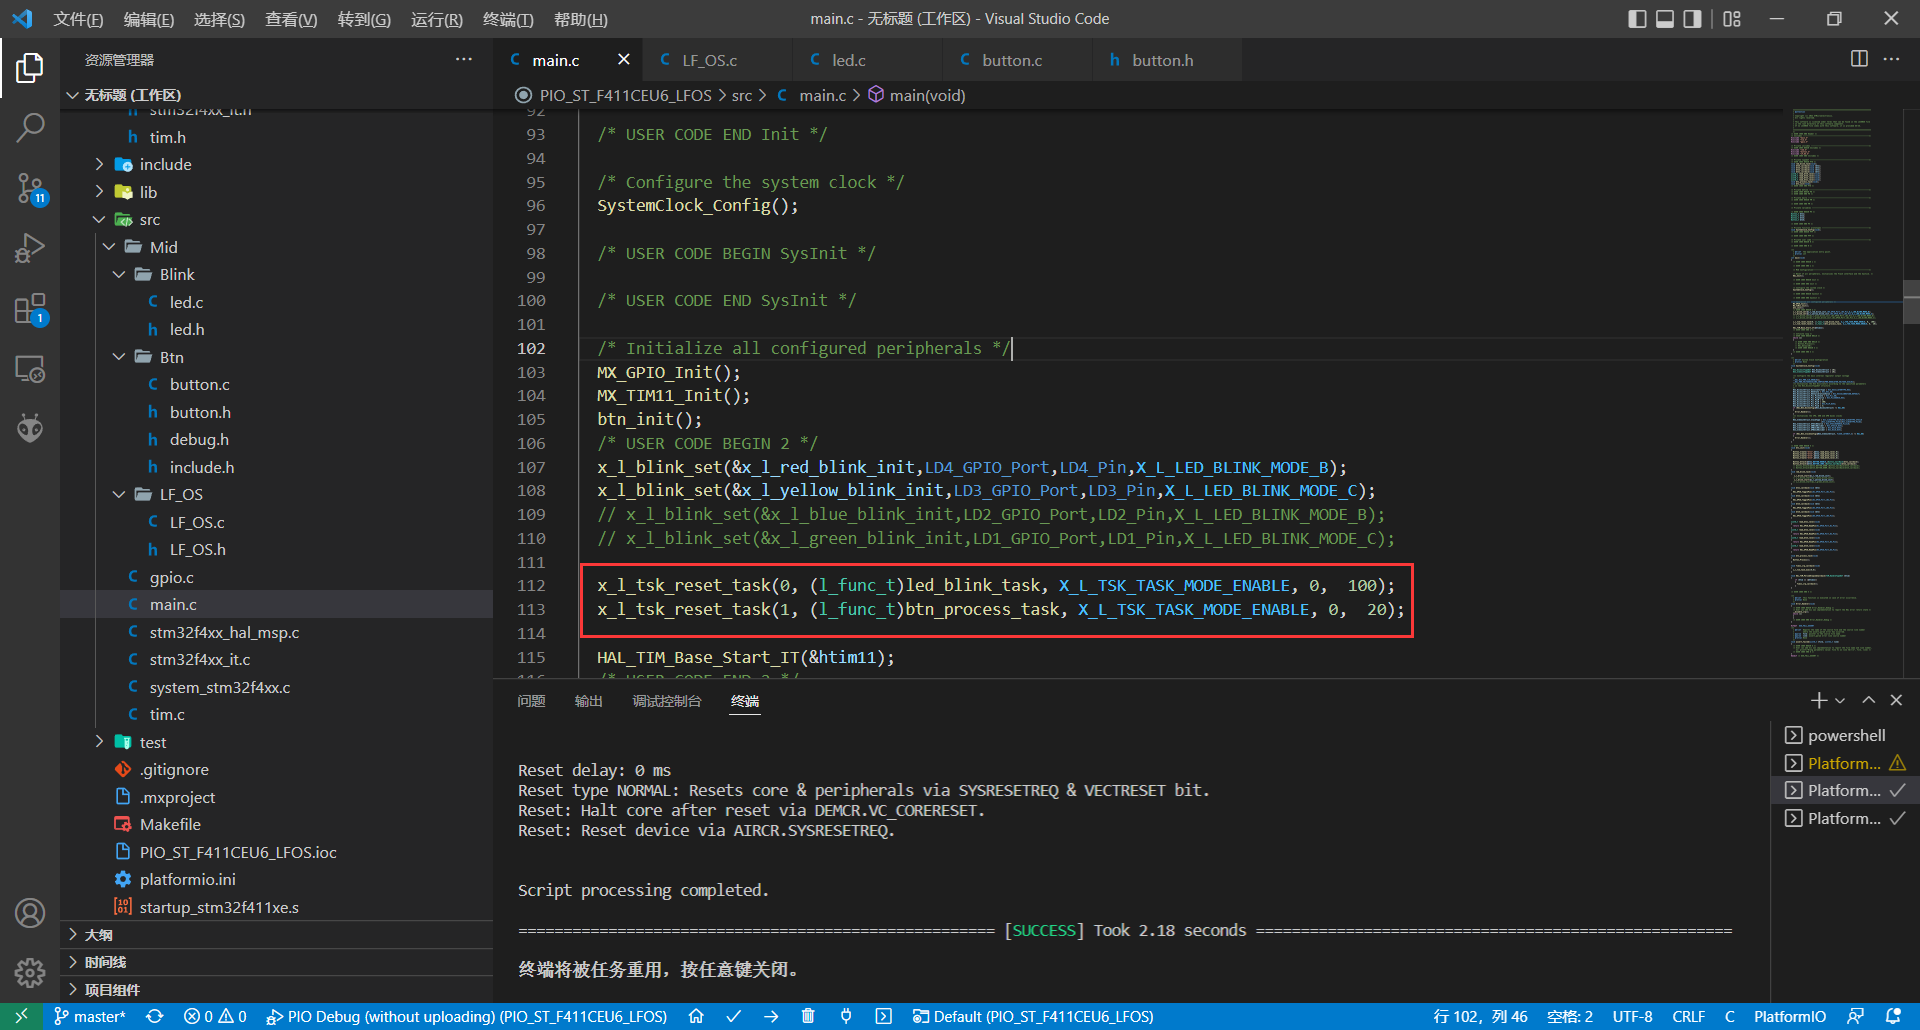 文件(F) 编辑(E) 选择(S) 查看(V) 转到(G) 运行(R) 终端(T) 帮助(H)
main.c - 无标题 (工作区) - Visual Studio Code
资源管理器
无标题 (工作区)
stm32f4xx_it.h
tim.h
include
lib
src
Mid
Blink
led.c
led.h
Btn
button.c
button.h
debug.h
include.h
LF_OS
LF_OS.c
LF_OS.h
gpio.c
main.c
stm32f4xx_hal_msp.c
stm32f4xx_it.c
system_stm32f4xx.c
tim.c
test
.gitignore
.mxproject
Makefile
PIO_ST_F411CEU6_LFOS.ioc
platformio.ini
startup_stm32f411xe.s
大纲
时间线
项目组件
11
1
main.c LF_OS.c led.c button.c button.h
PIO_ST_F411CEU6_LFOS > src > main.c > main(void)
92
93 /* USER CODE END Init */
94
95 /* Configure the system clock */
96 SystemClock_Config();
97
98 /* USER CODE BEGIN SysInit */
99
100 /* USER CODE END SysInit */
101
102 /* Initialize all configured peripherals */
103 MX_GPIO_Init();
104 MX_TIM11_Init();
105 btn_init();
106 /* USER CODE BEGIN 2 */
107 x_l_blink_set(&x_l_red_blink_init,LD4_GPIO_Port,LD4_Pin,X_L_LED_BLINK_MODE_B);
108 x_l_blink_set(&x_l_yellow_blink_init,LD3_GPIO_Port,LD3_Pin,X_L_LED_BLINK_MODE_C);
109 // x_l_blink_set(&x_l_blue_blink_init,LD2_GPIO_Port,LD2_Pin,X_L_LED_BLINK_MODE_B);
110 // x_l_blink_set(&x_l_green_blink_init,LD1_GPIO_Port,LD1_Pin,X_L_LED_BLINK_MODE_C);
111
112 x_l_tsk_reset_task(0, (l_func_t)led_blink_task, X_L_TSK_TASK_MODE_ENABLE, 0,  100);
113 x_l_tsk_reset_task(1, (l_func_t)btn_process_task, X_L_TSK_TASK_MODE_ENABLE, 0,  20);
114
115 HAL_TIM_Base_Start_IT(&htim11);
116 /* USER CODE END 2 */
问题 输出 调试控制台 终端
Reset delay: 0 ms
Reset type NORMAL: Resets core & peripherals via SYSRESETREQ & VECTRESET bit.
Reset: Halt core after reset via DEMCR.VC_CORERESET.
Reset: Reset device via AIRCR.SYSRESETREQ.
Script processing completed.
===================================================== [SUCCESS] Took 2.18 seconds =====================================================
终端将被任务重用，按任意键关闭。
powershell
Platform...
Platform...
Platform...
master* 0 0 PIO Debug (without uploading) (PIO_ST_F411CEU6_LFOS) Default (PIO_ST_F411CEU6_LFOS) 行 102，列 46 空格: 2 UTF-8 CRLF C PlatformIO